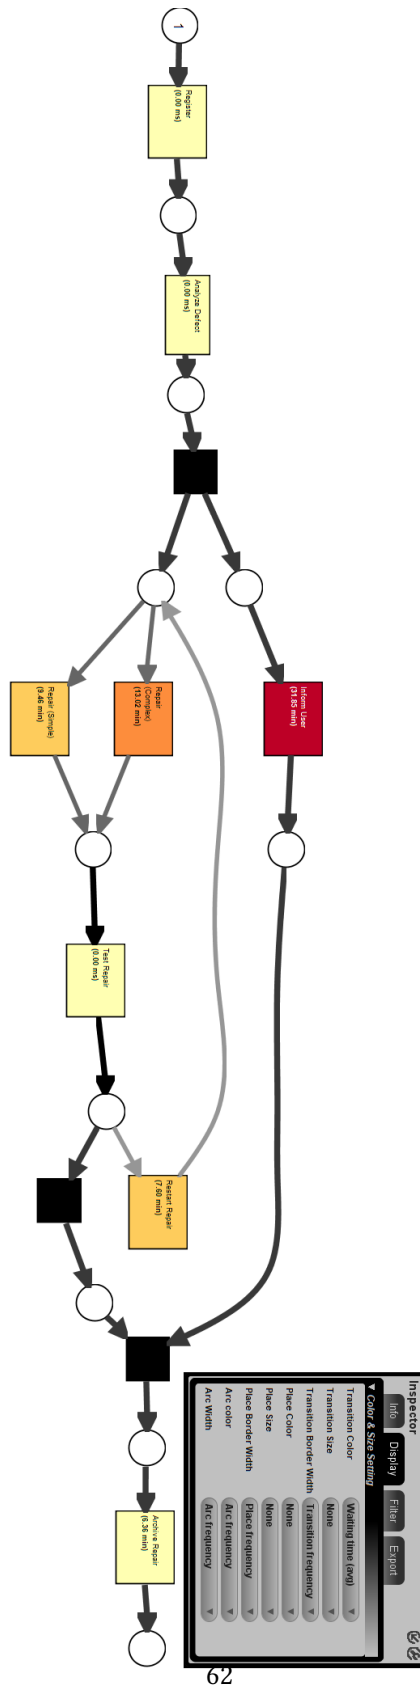 1
Register
(0.00 ms)
Analyze Defect
(0.00 ms)
Inform User
(31.85 min)
Repair
(Complex)
(13.02 min)
Repair (Simple)
(9.46 min)
Test Repair
(0.00 ms)
Restart Repair
(7.60 min)
Archive Repair
(6.36 min)
Inspector
Info Display Filter Export
▼ Color & Size Setting
Transition Color Waiting time (avg)
Transition Size None
Transition Border Width Transition frequency
Place Color None
Place Size None
Place Border Width Place frequency
Arc color Arc frequency
Arc Width Arc frequency
62